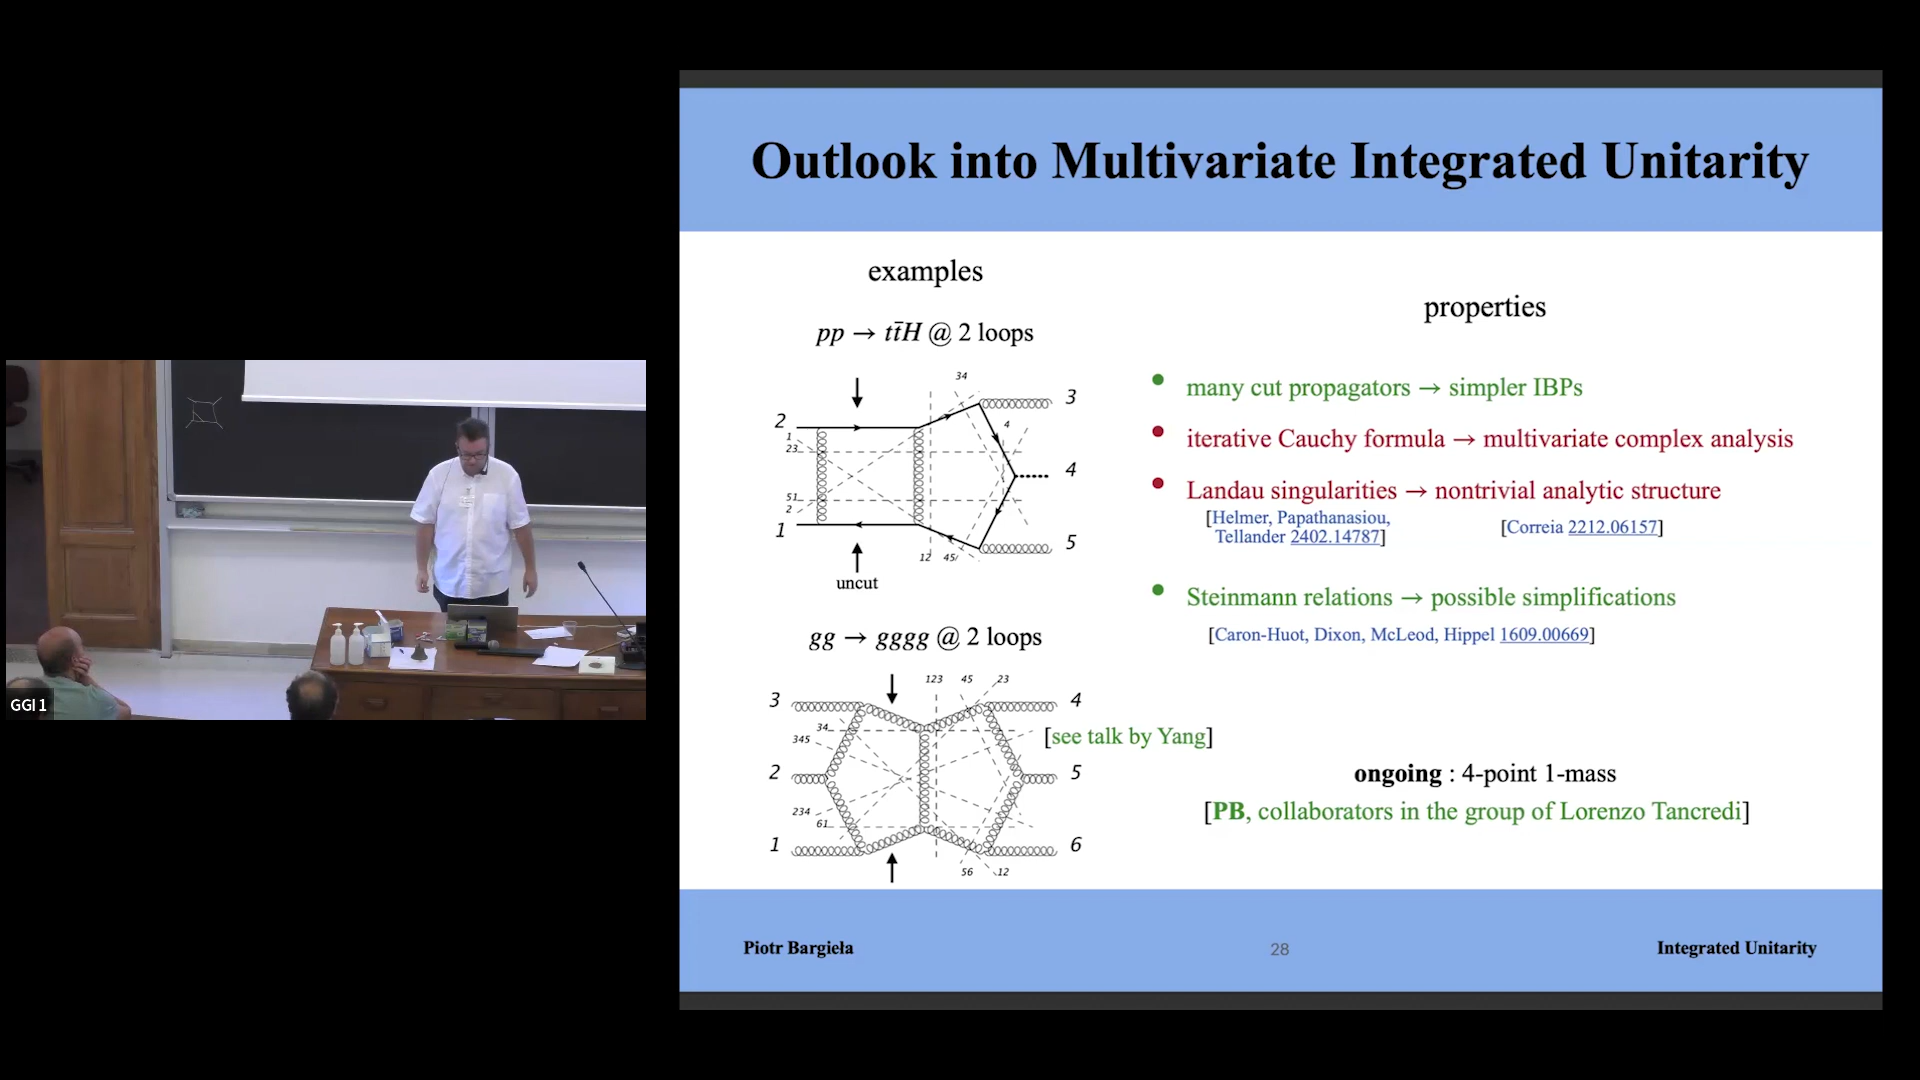 Outlook into Multivariate Integrated Unitarity
examples
pp → tt̄H @ 2 loops
34
3
2
1
23
4
4
51
2
1
5
12
45
uncut
gg → gggg @ 2 loops
123
45
23
3
4
34
345
[see talk by Yang]
2
5
234
61
1
6
56
12
properties
• many cut propagators → simpler IBPs
• iterative Cauchy formula → multivariate complex analysis
• Landau singularities → nontrivial analytic structure
[Helmer, Papathanasiou,
Tellander 2402.14787]
[Correia 2212.06157]
• Steinmann relations → possible simplifications
[Caron-Huot, Dixon, McLeod, Hippel 1609.00669]
ongoing : 4-point 1-mass
[PB, collaborators in the group of Lorenzo Tancredi]
Piotr Bargieła
28
Integrated Unitarity
GGI 1